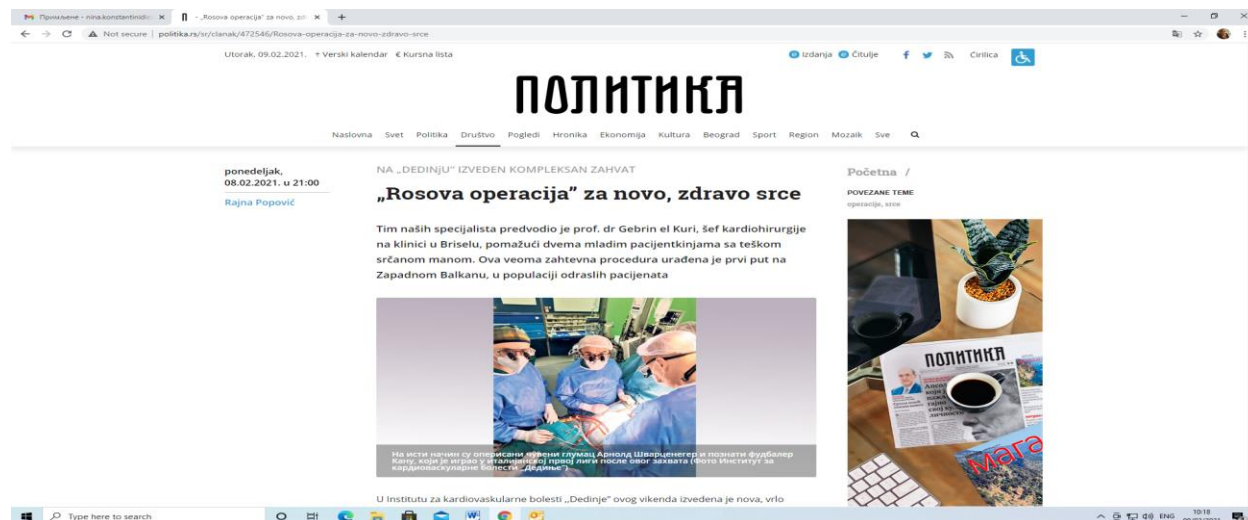 Примљене - nina.konstantinidis
- „Rosova operacija" za novo, zdr
Not secure | politika.rs/sr/clanak/472546/Rosova-operacija-za-novo-zdravo-srce
Utorak, 09.02.2021. † Verski kalendar € Kursna lista
e Izdanja e Čitulje Ćirilica
ПОЛИТИКА
Naslovna Svet Politika Društvo Pogledi Hronika Ekonomija Kultura Beograd Sport Region Mozaik Sve
ponedeljak,
08.02.2021. u 21:00
Rajna Popović
NA „DEDINjU" IZVEDEN KOMPLEKSAN ZAHVAT
„Rosova operacija” za novo, zdravo srce
Tim naših specijalista predvodio je prof. dr Gebrin el Kuri, šef kardiohirurgije
na klinici u Briselu, pomažući dvema mladim pacijentkinjama sa teškom
srčanom manom. Ova veoma zahtevna procedura urađena je prvi put na
Zapadnom Balkanu, u populaciji odraslih pacijenata
На исти начин су оперисани чувени глумац Арнолд Шварценегер и познати фудбалер
Кану, који је играо у италијанској првој лиги после овог захвата (Фото Институт за
кардиоваскуларне болести „Дедиње")
U Institutu za kardiovaskularne bolesti „Dedinje” ovog vikenda izvedena je nova, vrlo
Početna /
POVEZANE TEME
operacije, srce
ПОЛИТИКА
мага
Type here to search
ENG
10:18